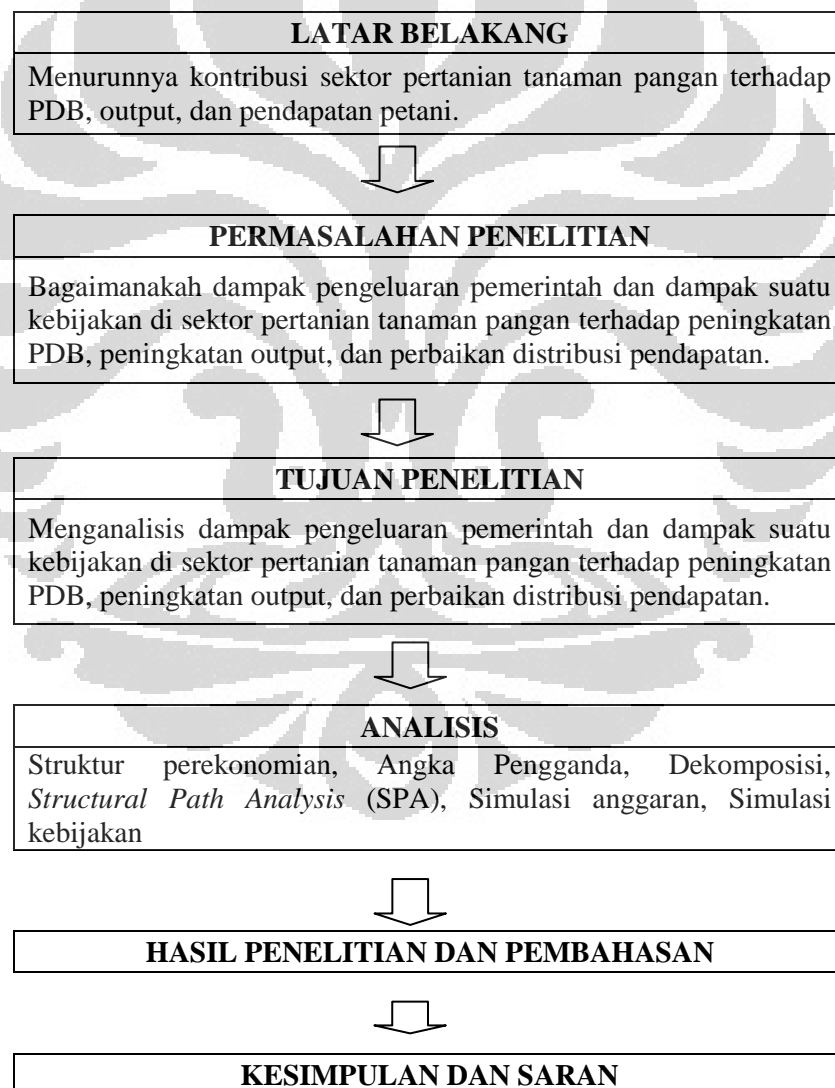 LATAR BELAKANG
Menurunnya kontribusi sektor pertanian tanaman pangan terhadap
PDB, output, dan pendapatan petani.
PERMASALAHAN PENELITIAN
Bagaimanakah dampak pengeluaran pemerintah dan dampak suatu
kebijakan di sektor pertanian tanaman pangan terhadap peningkatan
PDB, peningkatan output, dan perbaikan distribusi pendapatan.
TUJUAN PENELITIAN
Menganalisis dampak pengeluaran pemerintah dan dampak suatu
kebijakan di sektor pertanian tanaman pangan terhadap peningkatan
PDB, peningkatan output, dan perbaikan distribusi pendapatan.
ANALISIS
Struktur perekonomian, Angka Pengganda, Dekomposisi,
Structural Path Analysis (SPA), Simulasi anggaran, Simulasi
kebijakan
HASIL PENELITIAN DAN PEMBAHASAN
KESIMPULAN DAN SARAN